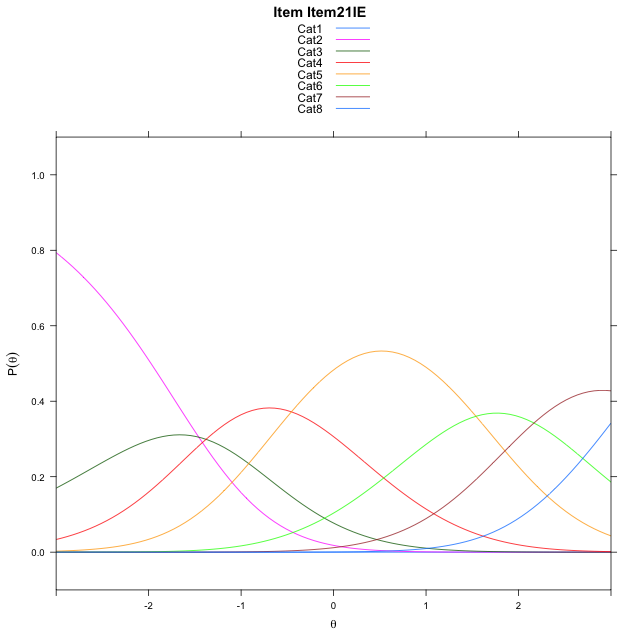 Item Item21IE
Cat1
Cat2
Cat3
Cat4
Cat5
Cat6
Cat7
Cat8
1.0
0.8
0.6
P(θ)
0.4
0.2
0.0
-2 -1 0 1 2
θ